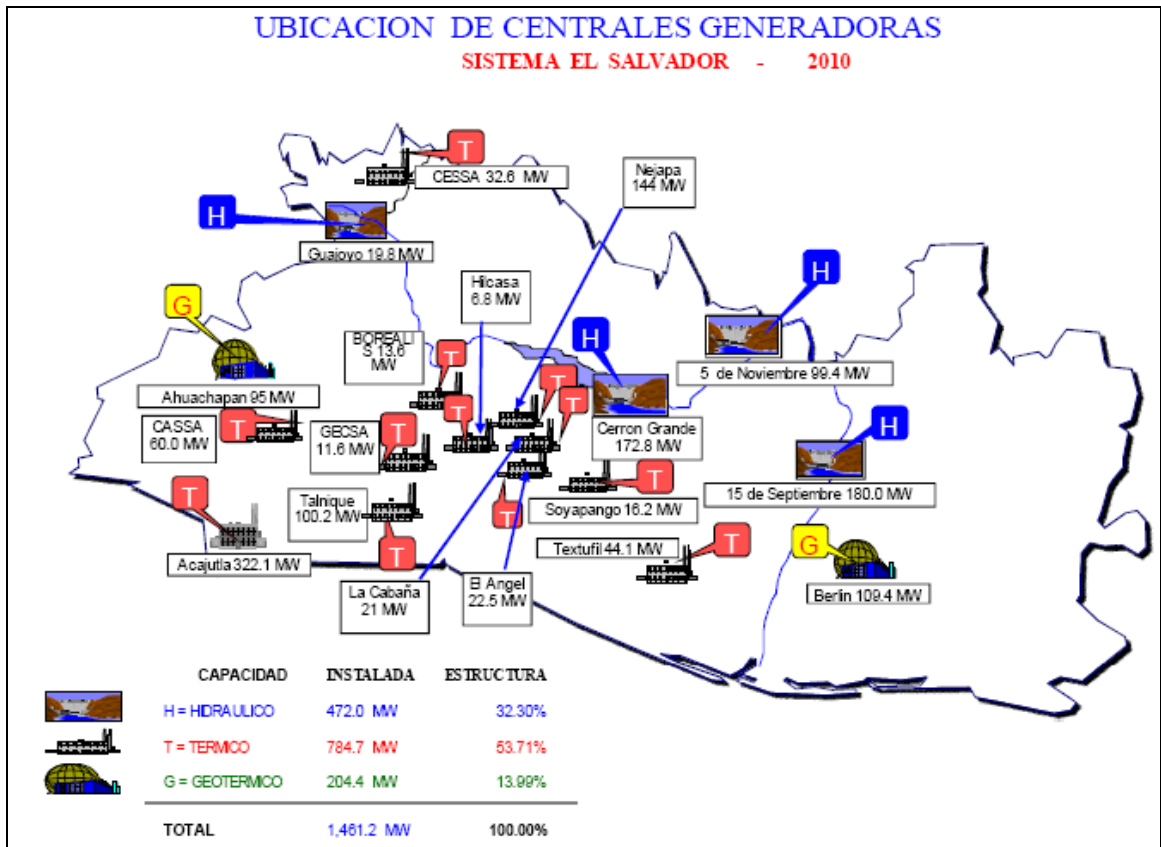 UBICACION DE CENTRALES GENERADORAS
SISTEMA EL SALVADOR - 2010
T
CESSA 32.6 MW
Nejapa
144 MW
H
Guajoyo 19.8 MW
H
Hilcasa
6.8 MW
G
BOREALI
S 13.6
MW
T
H
5 de Noviembre 99.4 MW
Ahuachapan 95 MW
T
T
T
CASSA
60.0 MW
T
GECSA
11.6 MW
T
Cerron Grande
172.8 MW
H
15 de Septiembre 180.0 MW
T
Talnique
100.2 MW
T
T
Soyapango 16.2 MW
T
Acajutla 322.1 MW
T
Textufil 44.1 MW
T
G
Berlin 109.4 MW
La Cabaña
21 MW
El Angel
22.5 MW
CAPACIDAD INSTALADA ESTRUCTURA
H = HIDRAULICO 472.0 MW 32.30%
T = TERMICO 784.7 MW 53.71%
G = GEOTERMICO 204.4 MW 13.99%
TOTAL 1,461.2 MW 100.00%